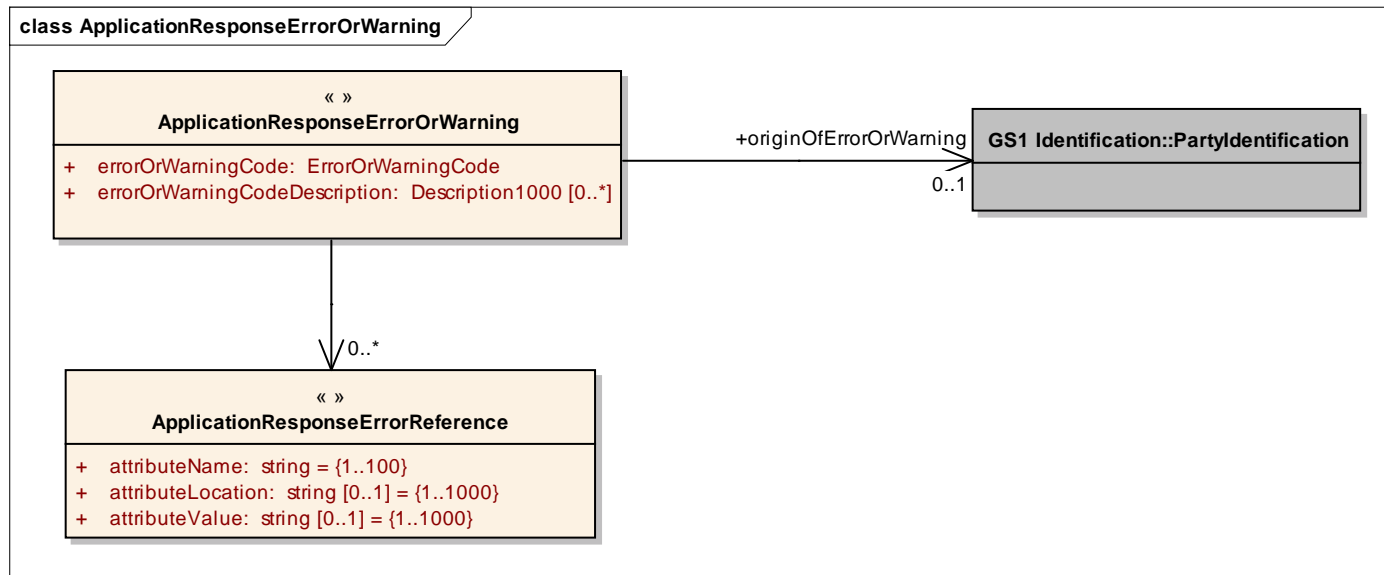 class ApplicationResponseErrorOrWarning
« »
ApplicationResponseErrorOrWarning
+ errorOrWarningCode: ErrorOrWarningCode
+ errorOrWarningCodeDescription: Description1000 [0..*]
+originOfErrorOrWarning
0..1
GS1 Identification::PartyIdentification
0..*
« »
ApplicationResponseErrorReference
+ attributeName: string = {1..100}
+ attributeLocation: string [0..1] = {1..1000}
+ attributeValue: string [0..1] = {1..1000}